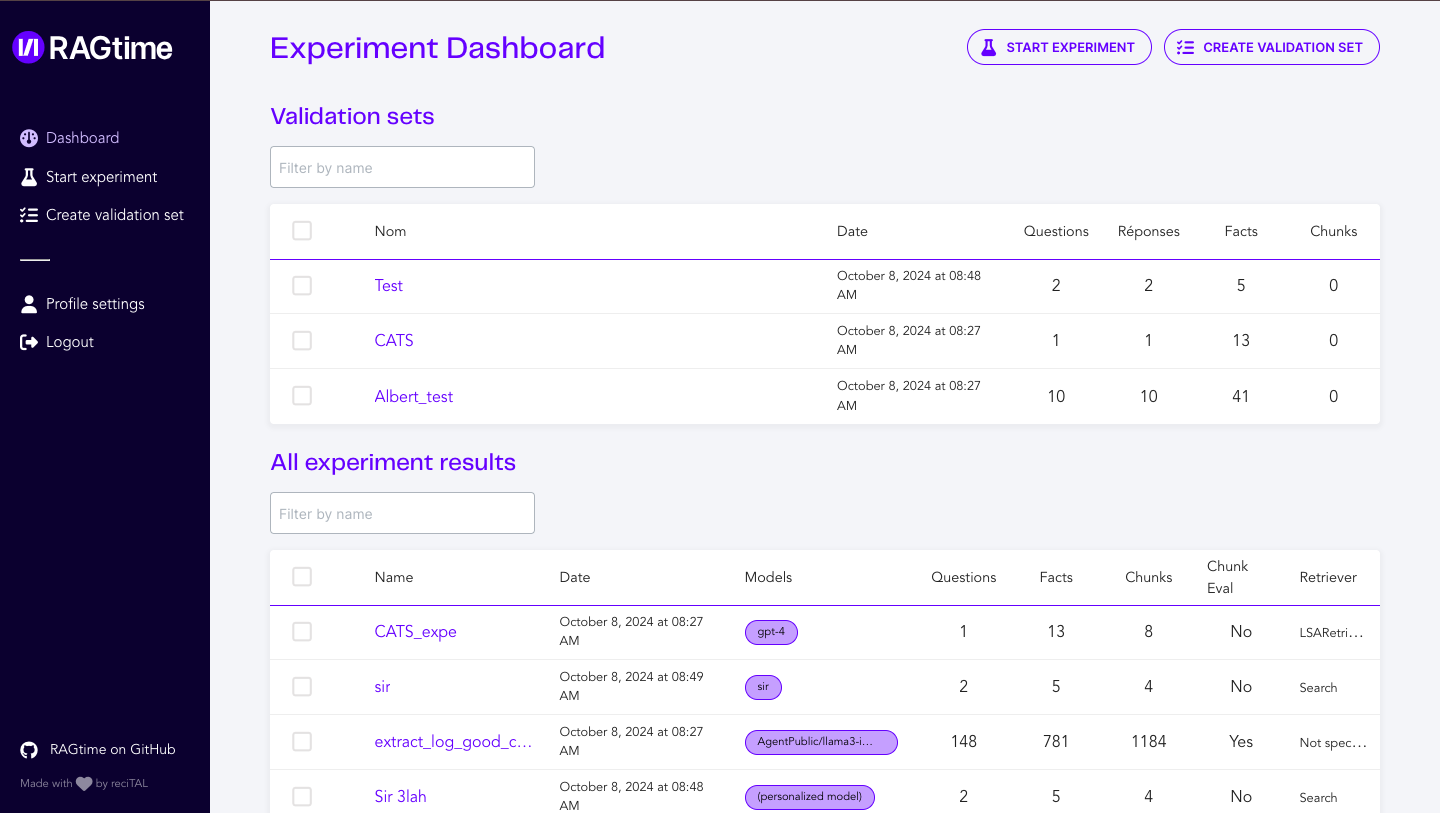 RAGtime
Dashboard
Start experiment
Create validation set
Profile settings
Logout
RAGtime on GitHub
Made with by reciTAL
Experiment Dashboard
START EXPERIMENT
CREATE VALIDATION SET
Validation sets
Filter by name
Nom Date Questions Réponses Facts Chunks
Test October 8, 2024 at 08:48 AM 2 2 5 0
CATS October 8, 2024 at 08:27 AM 1 1 13 0
Albert_test October 8, 2024 at 08:27 AM 10 10 41 0
All experiment results
Filter by name
Name Date Models Questions Facts Chunks Chunk Eval Retriever
CATS_expe October 8, 2024 at 08:27 AM gpt-4 1 13 8 No LSARetri...
sir October 8, 2024 at 08:49 AM sir 2 5 4 No Search
extract_log_good_c... October 8, 2024 at 08:27 AM AgentPublic/llama3-i... 148 781 1184 Yes Not spec...
Sir 3lah October 8, 2024 at 08:48 AM (personalized model) 2 5 4 No Search